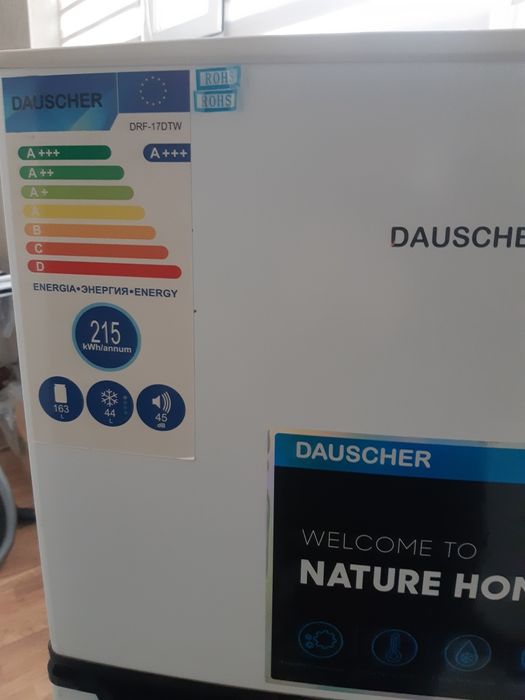 DAUSCHER
DRF-17DTW
ROHS
ROHS
A +++
A +++
A ++
A +
A
B
C
D
ENERGIA•ЭНЕРГИЯ•ENERGY
215
kWh/annum
163
L
44
L
45
dB
DAUSCHE
DAUSCHER
WELCOME TO
NATURE HON